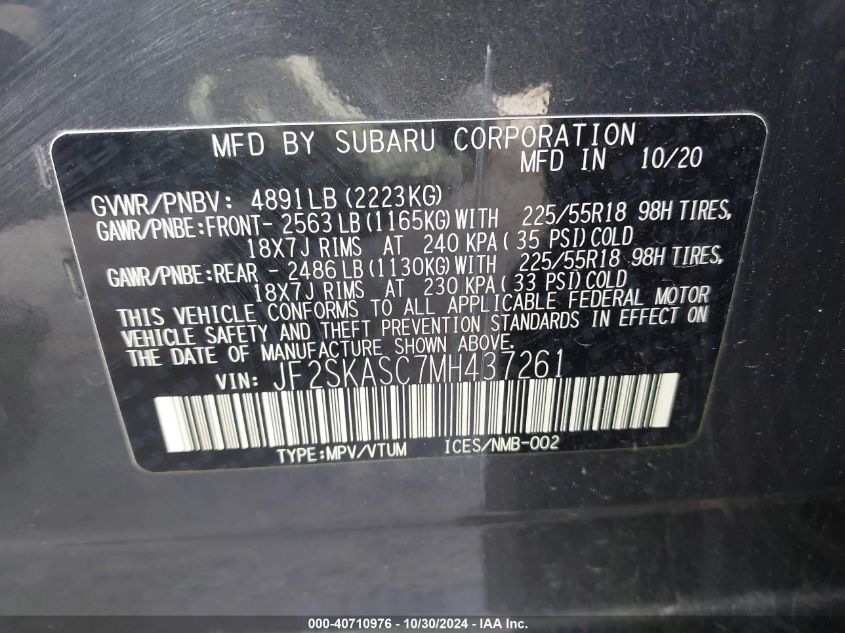 MFD BY SUBARU CORPORATION
MFD IN 10/20
GVWR/PNBV: 4891LB (2223KG)
GAWR/PNBE:FRONT- 2563 LB (1165KG) WITH 225/55R18 98H TIRES,
18X7J RIMS AT 240 KPA ( 35 PSI) COLD
GAWR/PNBE:REAR - 2486 LB (1130KG) WITH 225/55R18 98H TIRES,
18X7J RIMS AT 230 KPA ( 33 PSI) COLD
THIS VEHICLE CONFORMS TO ALL APPLICABLE FEDERAL MOTOR
VEHICLE SAFETY AND THEFT PREVENTION STANDARDS IN EFFECT ON
THE DATE OF MANUFACTURE SHOWN ABOVE.
VIN: JF2SKASC7MH437261
TYPE:MPV/VTUM ICES/NMB-002
000-40710976 - 10/30/2024 - IAA Inc.